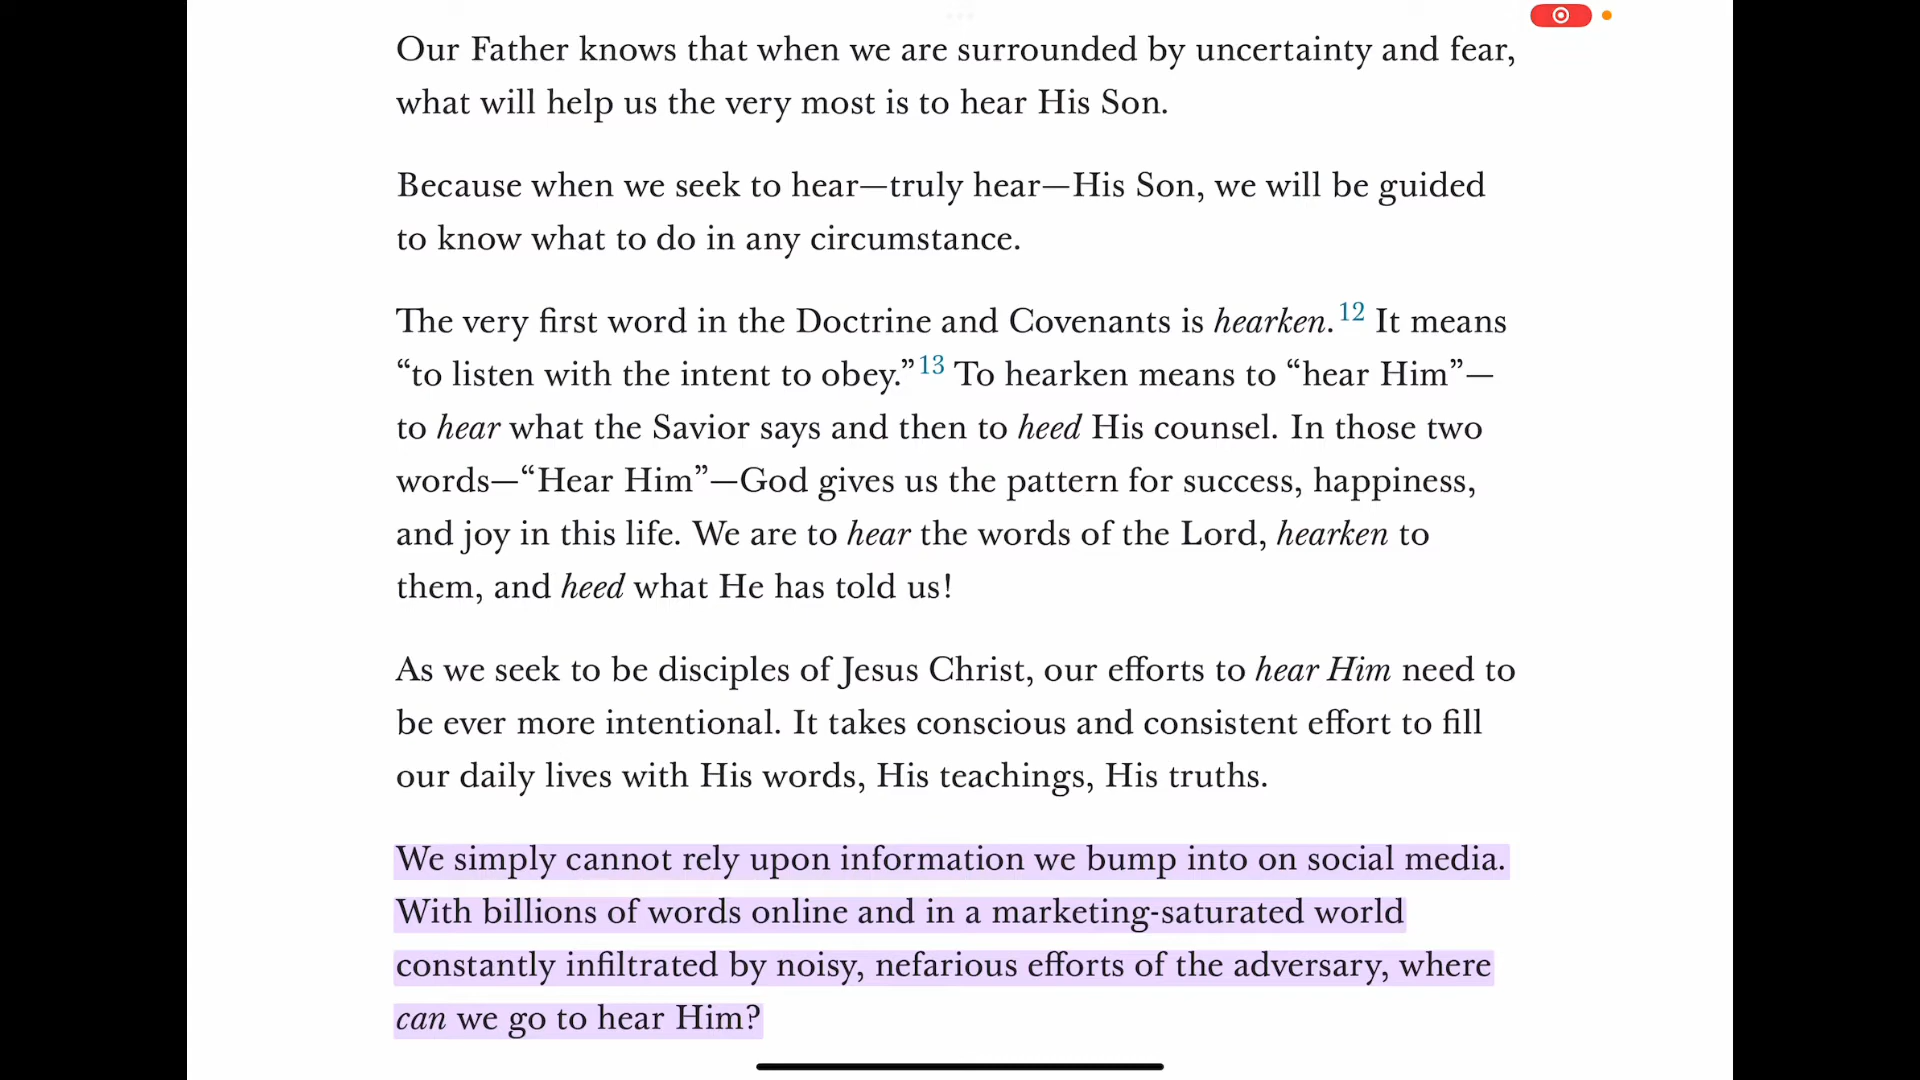 Our Father knows that when we are surrounded by uncertainty and fear,
what will help us the very most is to hear His Son.
Because when we seek to hear—truly hear—His Son, we will be guided
to know what to do in any circumstance.
The very first word in the Doctrine and Covenants is hearken.12 It means
“to listen with the intent to obey.”13 To hearken means to “hear Him”—
to hear what the Savior says and then to heed His counsel. In those two
words—“Hear Him”—God gives us the pattern for success, happiness,
and joy in this life. We are to hear the words of the Lord, hearken to
them, and heed what He has told us!
As we seek to be disciples of Jesus Christ, our efforts to hear Him need to
be ever more intentional. It takes conscious and consistent effort to fill
our daily lives with His words, His teachings, His truths.
We simply cannot rely upon information we bump into on social media.
With billions of words online and in a marketing-saturated world
constantly infiltrated by noisy, nefarious efforts of the adversary, where
can we go to hear Him?